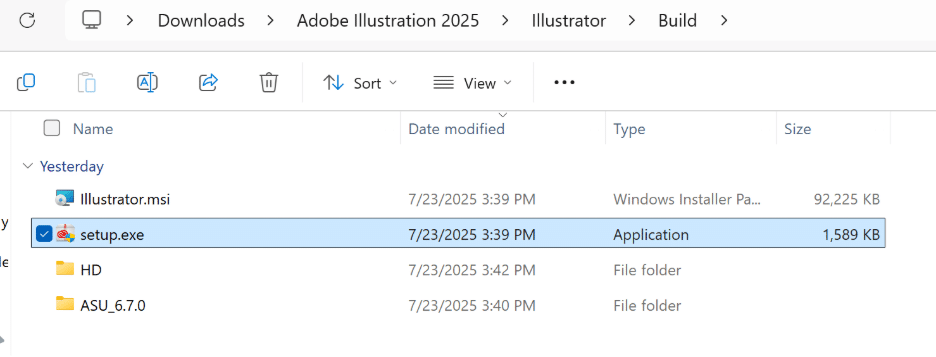 Downloads > Adobe Illustration 2025 > Illustrator > Build >
Sort View
Name Date modified Type Size
Yesterday
Illustrator.msi 7/23/2025 3:39 PM Windows Installer Pa... 92,225 KB
setup.exe 7/23/2025 3:39 PM Application 1,589 KB
HD 7/23/2025 3:42 PM File folder
ASU_6.7.0 7/23/2025 3:40 PM File folder